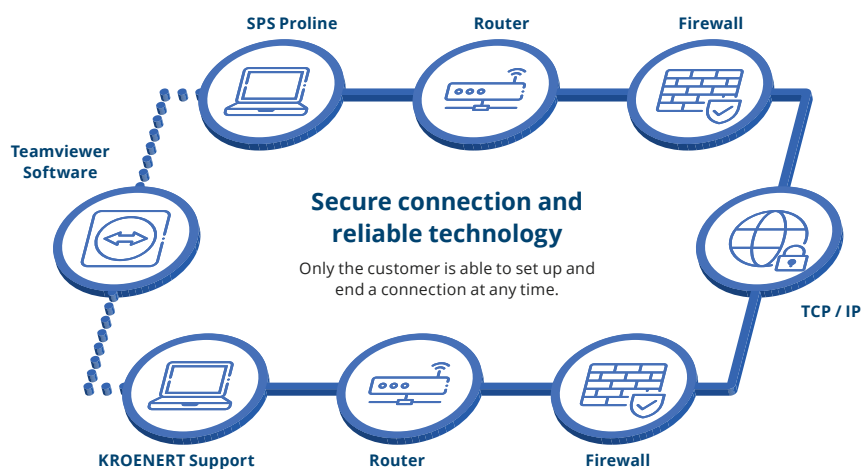 SPS Proline
Router
Firewall
Teamviewer
Software
Secure connection and
reliable technology
Only the customer is able to set up and
end a connection at any time.
TCP / IP
KROENERT Support
Router
Firewall